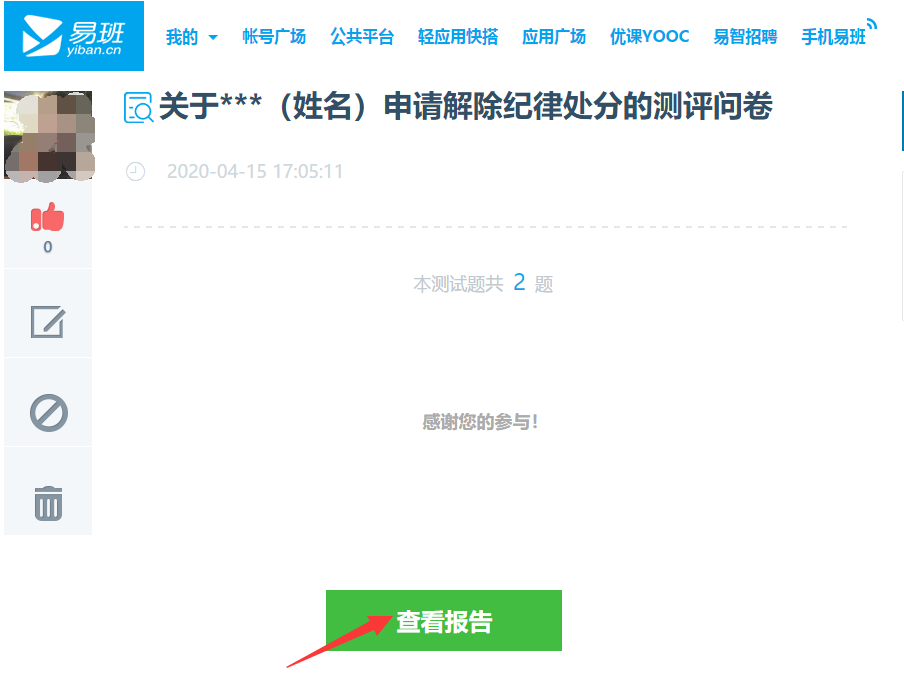 易班
yiban.cn
我的 帐号广场 公共平台 轻应用快搭 应用广场 优课YOOC 易智招聘 手机易班
关于***（姓名）申请解除纪律处分的测评问卷
2020-04-15 17:05:11
0
本测试题共 2 题
感谢您的参与！
查看报告